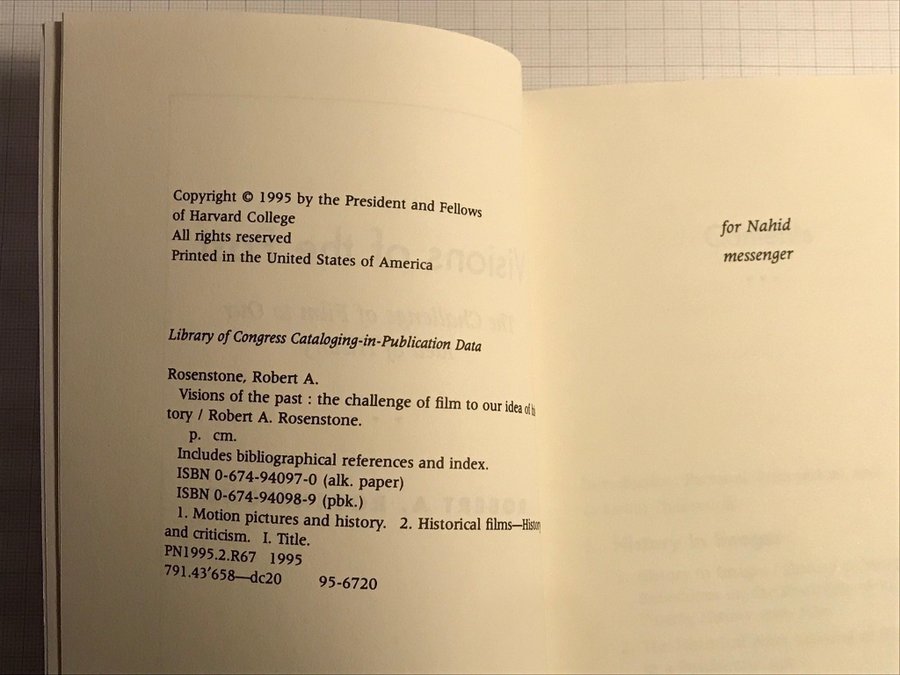 Copyright © 1995 by the President and Fellows
of Harvard College
All rights reserved
Printed in the United States of America
Library of Congress Cataloging-in-Publication Data
Rosenstone, Robert A.
Visions of the past : the challenge of film to our idea of his
tory / Robert A. Rosenstone.
p. cm.
Includes bibliographical references and index.
ISBN 0-674-94097-0 (alk. paper)
ISBN 0-674-94098-9 (pbk.)
1. Motion pictures and history. 2. Historical films—History
and criticism. I. Title.
PN1995.2.R67 1995
791.43′658—dc20 95-6720
for Nahid
messenger